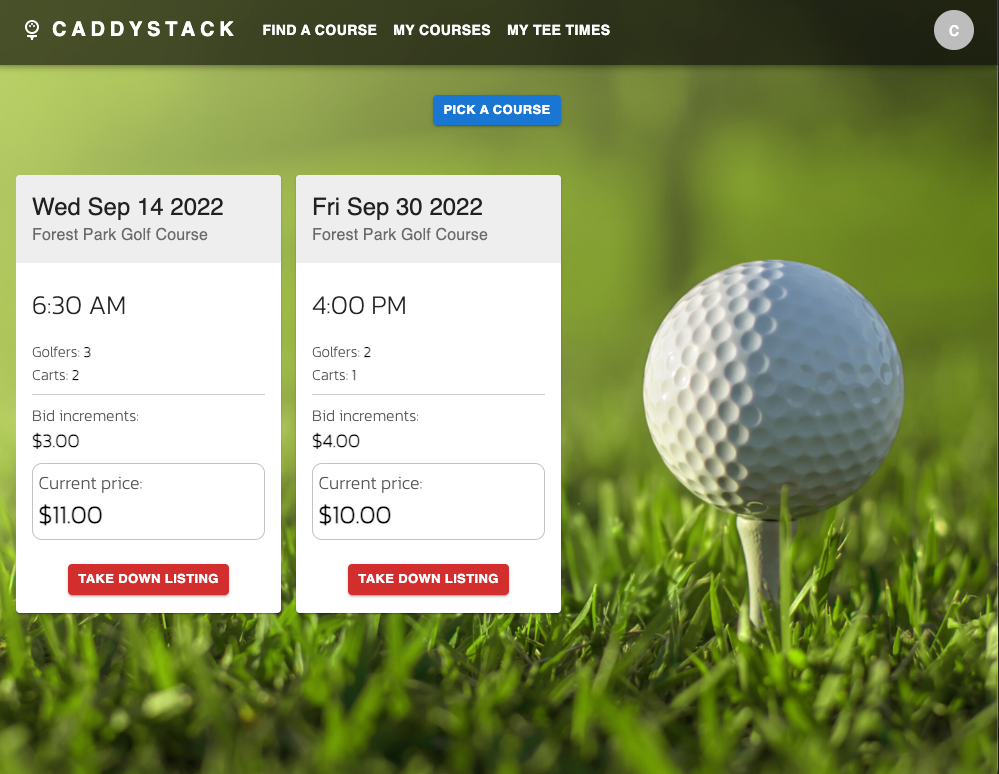 CADDYSTACK FIND A COURSE MY COURSES MY TEE TIMES C
PICK A COURSE
Wed Sep 14 2022
Forest Park Golf Course
6:30 AM
Golfers: 3
Carts: 2
Bid increments:
$3.00
Current price:
$11.00
TAKE DOWN LISTING
Fri Sep 30 2022
Forest Park Golf Course
4:00 PM
Golfers: 2
Carts: 1
Bid increments:
$4.00
Current price:
$10.00
TAKE DOWN LISTING